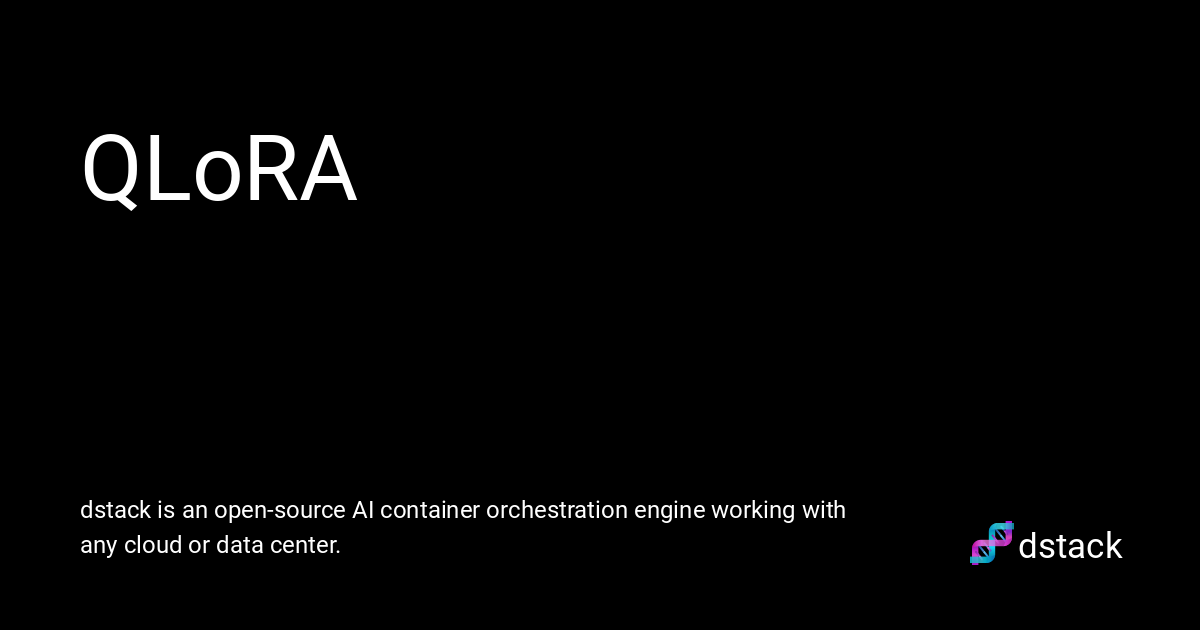 QLoRA
dstack is an open-source AI container orchestration engine working with
any cloud or data center.
dstack